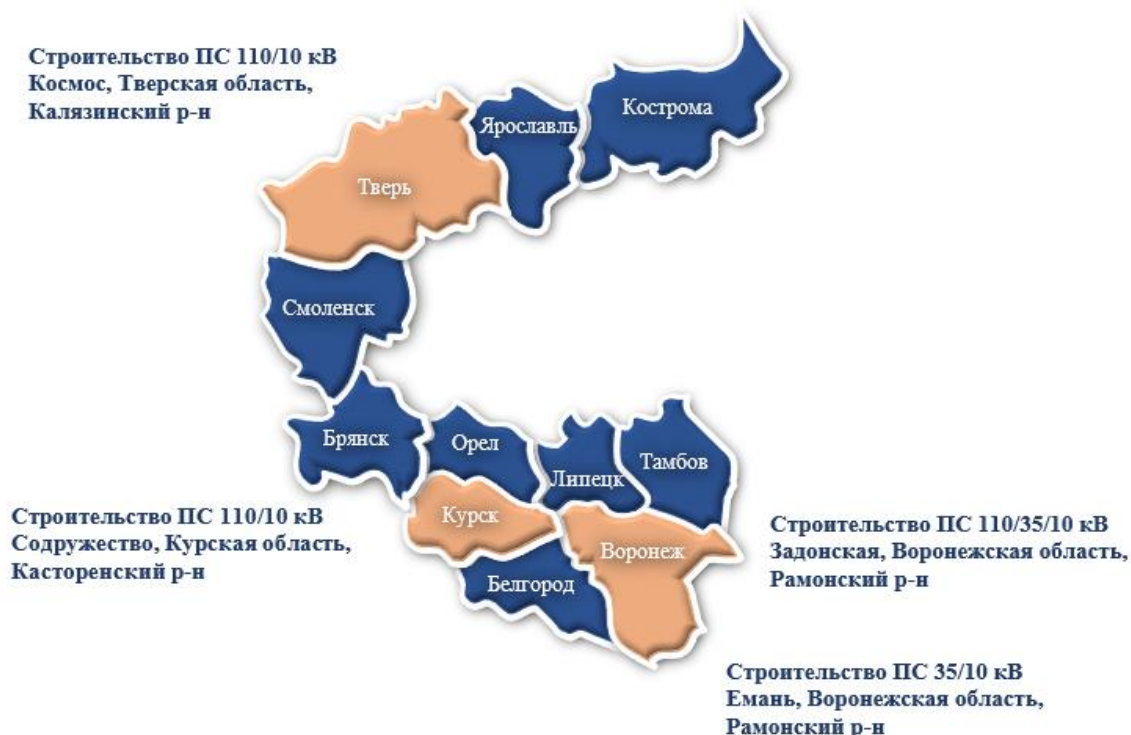 Строительство ПС 110/10 кВ
Космос, Тверская область,
Калязинский р-н
Кострома
Ярославль
Тверь
Смоленск
Брянск
Орел
Липецк
Тамбов
Курск
Воронеж
Белгород
Строительство ПС 110/10 кВ
Содружество, Курская область,
Касторенский р-н
Строительство ПС 110/35/10 кВ
Задонская, Воронежская область,
Рамонский р-н
Строительство ПС 35/10 кВ
Емань, Воронежская область,
Рамонский р-н